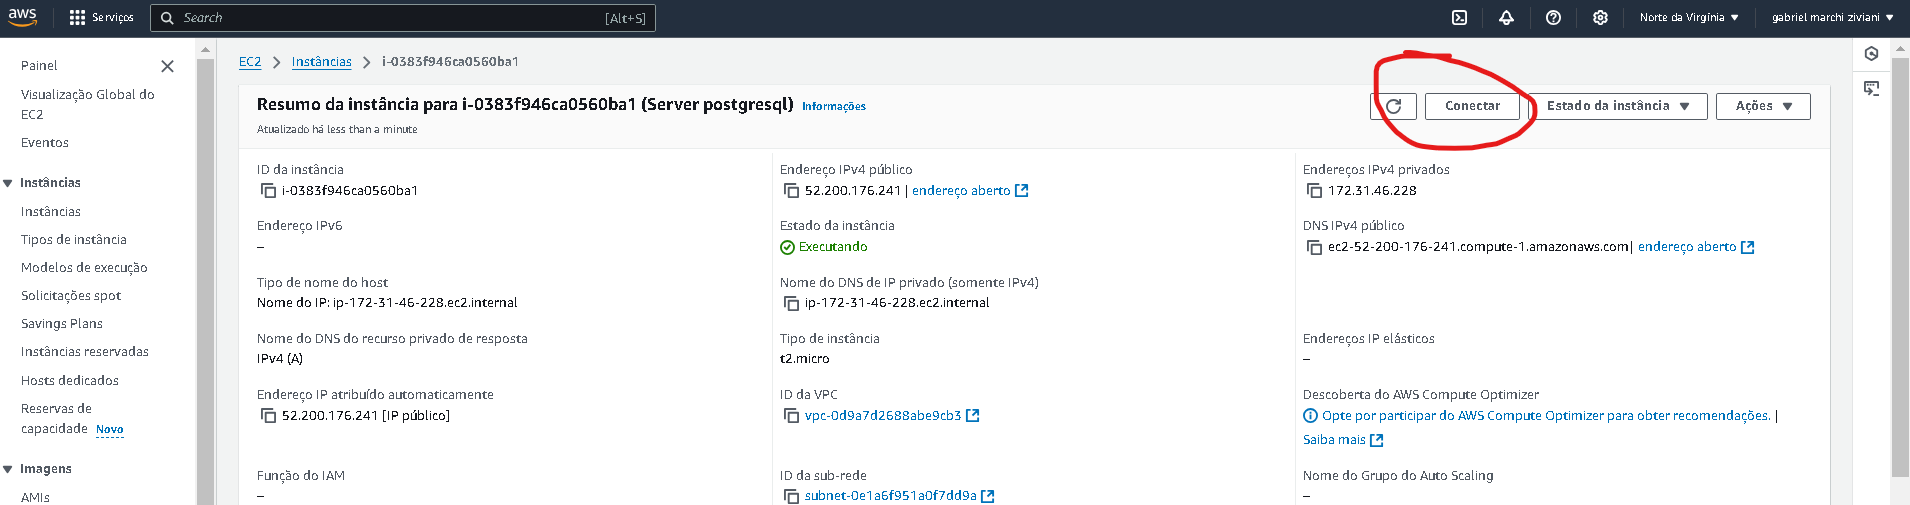 aws
Serviços
Search
[Alt+S]
Norte da Virgínia
gabriel marchi ziviani
Painel
Visualização Global do
EC2
Eventos
Instâncias
Instâncias
Tipos de instância
Modelos de execução
Solicitações spot
Savings Plans
Instâncias reservadas
Hosts dedicados
Reservas de
capacidade Novo
Imagens
AMIs
EC2 > Instâncias > i-0383f946ca0560ba1
Resumo da instância para i-0383f946ca0560ba1 (Server postgresql) Informações
Atualizado há less than a minute
Conectar
Estado da instância
Ações
ID da instância
i-0383f946ca0560ba1
Endereço IPv4 público
52.200.176.241 | endereço aberto
Endereços IPv4 privados
172.31.46.228
Endereço IPv6
–
Estado da instância
Executando
DNS IPv4 público
ec2-52-200-176-241.compute-1.amazonaws.com| endereço aberto
Tipo de nome do host
Nome do IP: ip-172-31-46-228.ec2.internal
Nome do DNS de IP privado (somente IPv4)
ip-172-31-46-228.ec2.internal
Nome do DNS do recurso privado de resposta
IPv4 (A)
Tipo de instância
t2.micro
Endereços IP elásticos
–
Endereço IP atribuído automaticamente
52.200.176.241 [IP público]
ID da VPC
vpc-0d9a7d2688abe9cb3
Descoberta do AWS Compute Optimizer
Opte por participar do AWS Compute Optimizer para obter recomendações. |
Saiba mais
Função do IAM
–
ID da sub-rede
subnet-0e1a6f951a0f7dd9a
Nome do Grupo do Auto Scaling
–